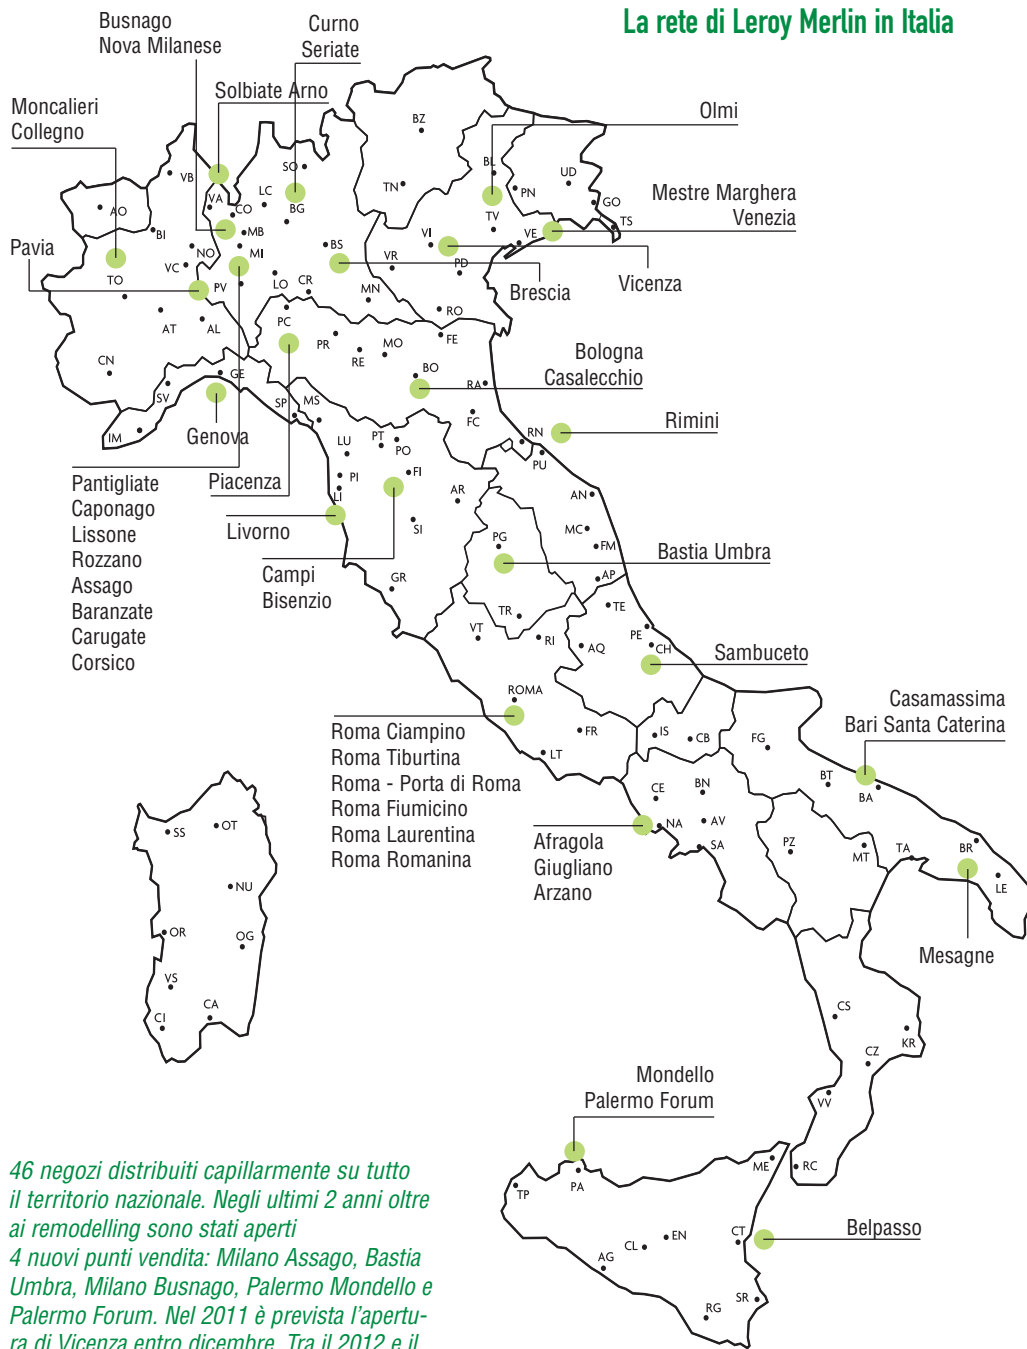 La rete di Leroy Merlin in Italia
Busnago
Nova Milanese
Curno
Seriate
Solbiate Arno
Moncalieri
Collegno
Olmi
Mestre Marghera
Venezia
Pavia
Brescia
Vicenza
Bologna
Casalecchio
Rimini
Genova
Piacenza
Pantigliate
Caponago
Lissone
Rozzano
Assago
Baranzate
Carugate
Corsico
Livorno
Campi
Bisenzio
Bastia Umbra
Sambuceto
Roma Ciampino
Roma Tiburtina
Roma - Porta di Roma
Roma Fiumicino
Roma Laurentina
Roma Romanina
Casamassima
Bari Santa Caterina
Afragola
Giugliano
Arzano
Mesagne
Mondello
Palermo Forum
Belpasso
BZ
TN
BL
PN
UD
GO
TS
TV
VE
VI
VR
PD
RO
SO
VB
VA
CO
LC
BG
MB
MI
BS
AO
BI
NO
VC
TO
PV
LO
CR
MN
AT
AL
CN
SV
GE
IM
SP
PC
PR
RE
MO
BO
FE
RA
FC
RN
MS
LU
PT
PO
PI
FI
LI
AR
SI
GR
PU
AN
MC
FM
AP
PG
TR
TE
PE
CH
AQ
VT
RI
ROMA
FR
LT
IS
CB
FG
BT
BA
BR
LE
TA
CE
BN
NA
AV
SA
PZ
MT
SS
OT
NU
OR
OG
VS
CI
CA
CS
KR
CZ
VV
RC
ME
PA
TP
AG
CL
EN
CT
SR
RG
46 negozi distribuiti capillarmente su tutto
il territorio nazionale. Negli ultimi 2 anni oltre
ai remodelling sono stati aperti
4 nuovi punti vendita: Milano Assago, Bastia
Umbra, Milano Busnago, Palermo Mondello e
Palermo Forum. Nel 2011 è prevista l'apertu-
ra di Vicenza entro dicembre. Tra il 2012 e il